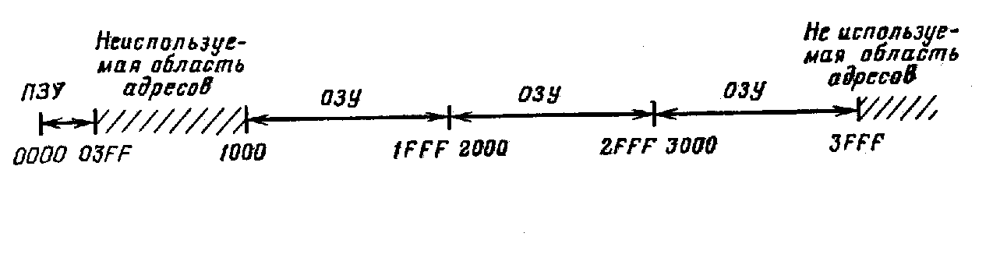 Неиспользуе-
мая область
адресов
Не используе-
мая область
адресов
ПЗУ
ОЗУ
ОЗУ
ОЗУ
0000 03FF 1000 1FFF 2000 2FFF 3000 3FFF